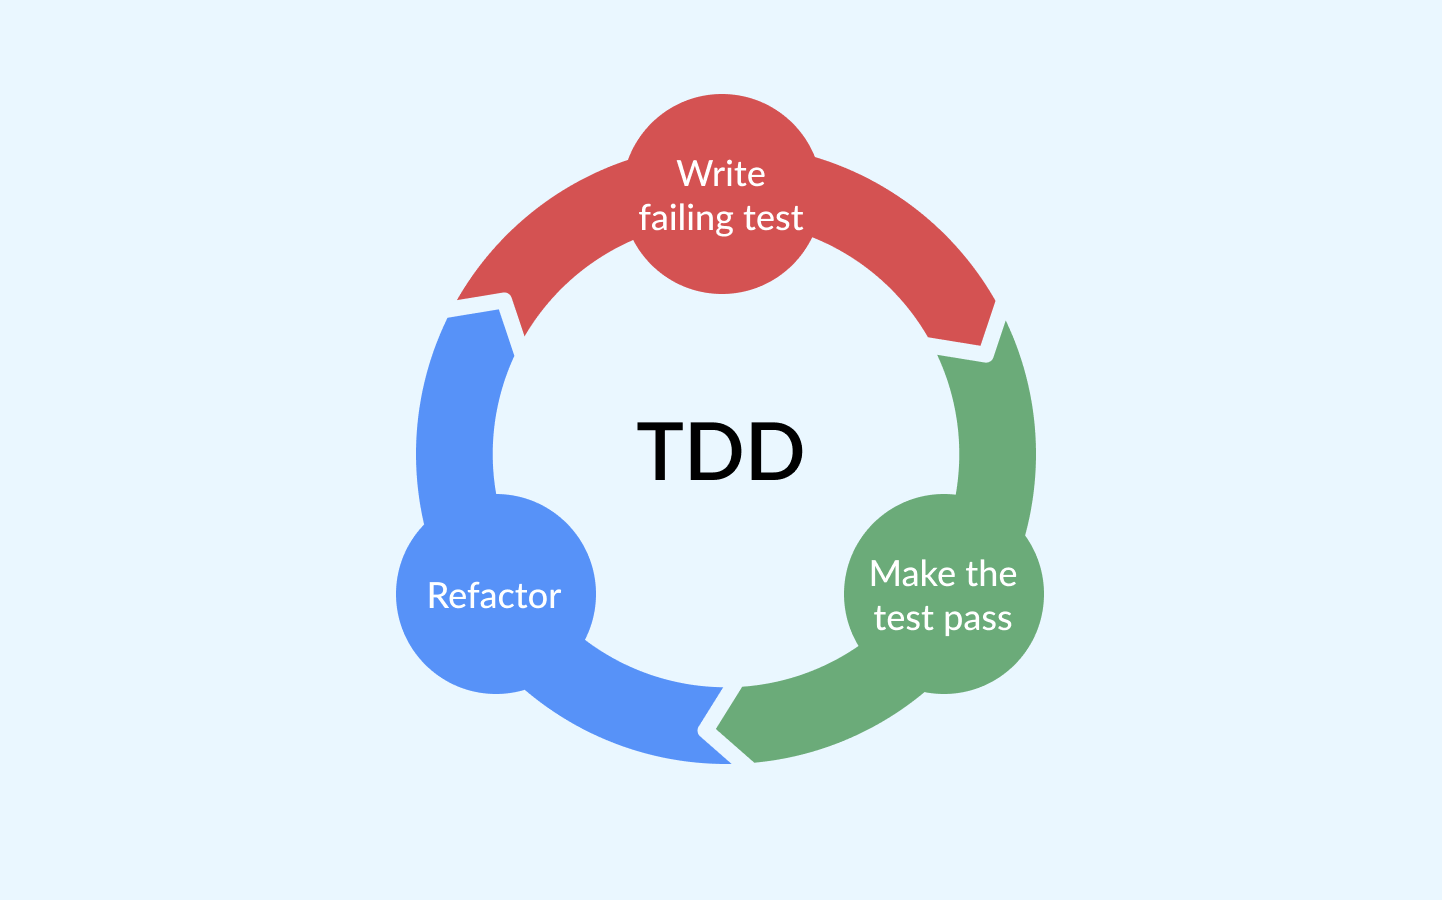 Write
failing test
TDD
Refactor
Make the
test pass